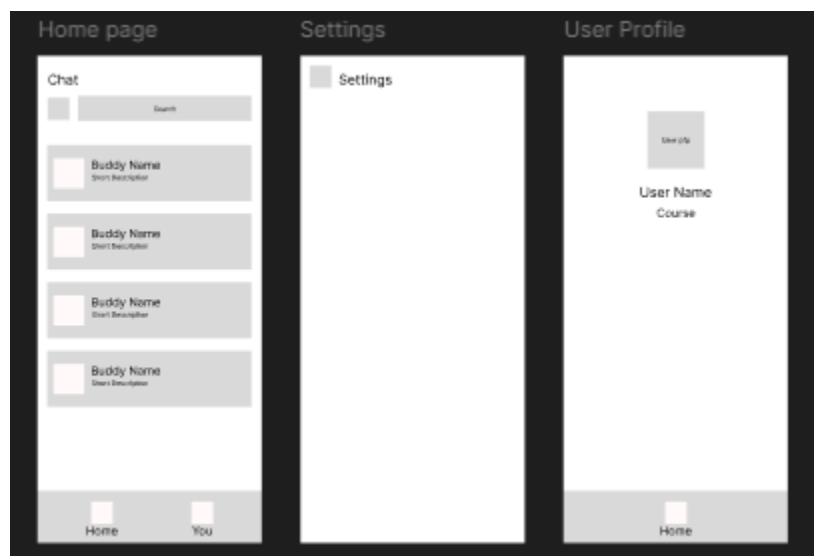 Home page
Chat
Search
Buddy Name
Short Description
Buddy Name
Short Description
Buddy Name
Short Description
Buddy Name
Short Description
Home You
Settings
Settings
User Profile
User pfp
User Name
Course
Home